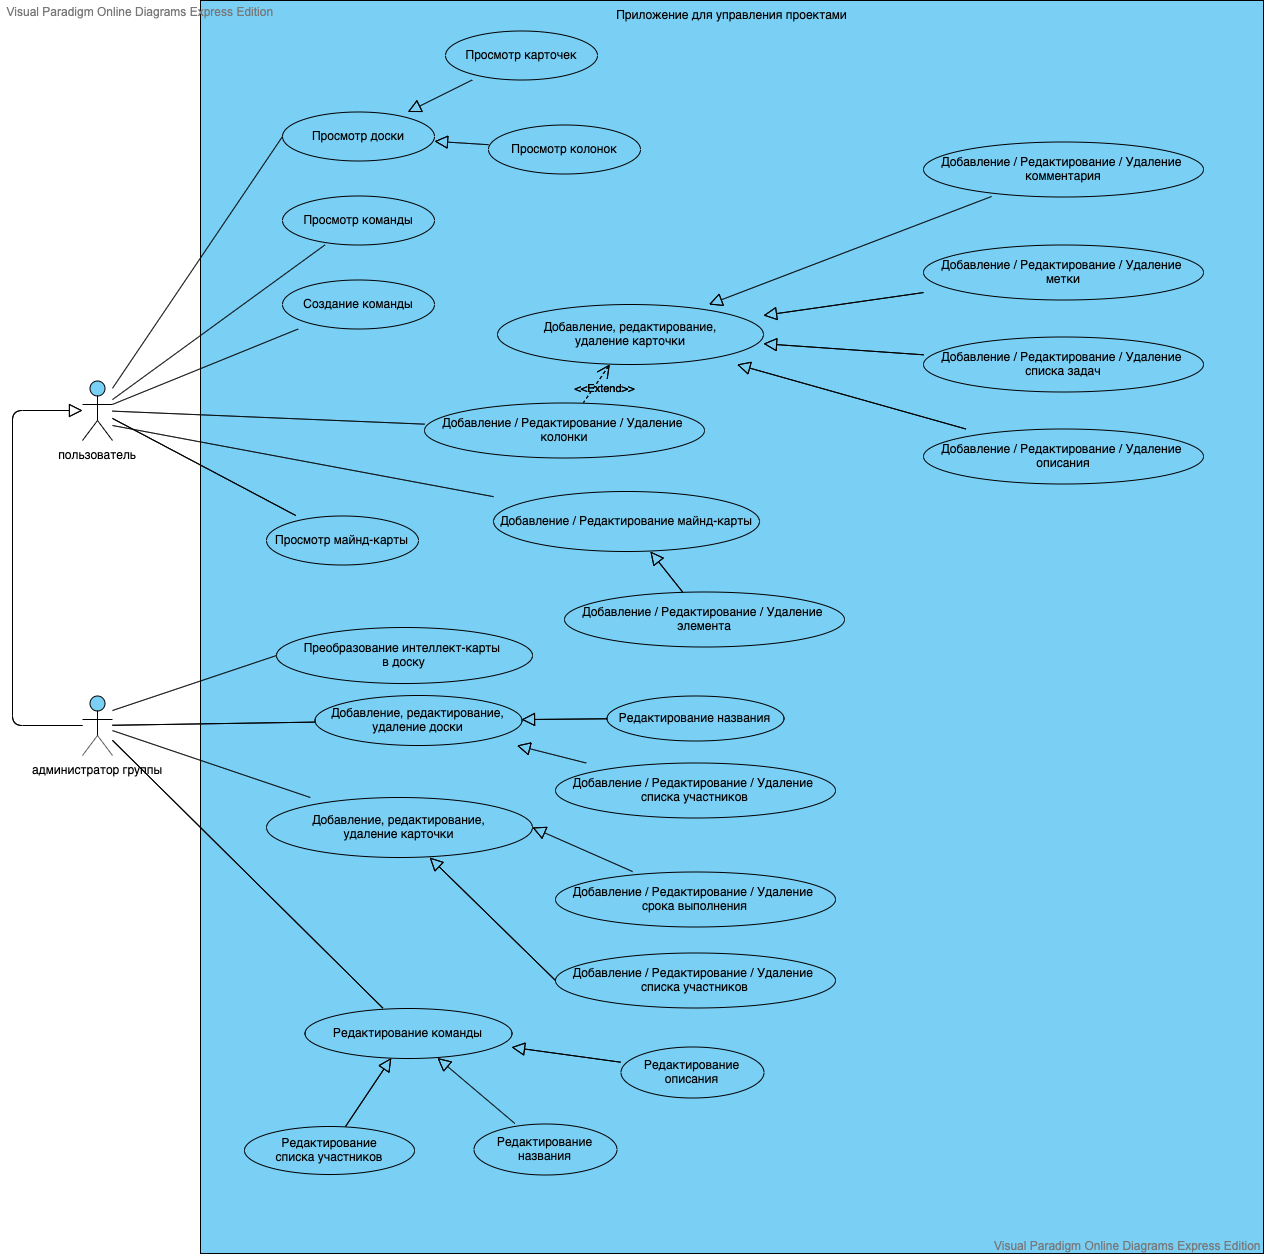 Visual Paradigm Online Diagrams Express Edition
Приложение для управления проектами
Просмотр карточек
Просмотр доски
Просмотр колонок
Добавление / Редактирование / Удаление
комментария
Просмотр команды
Добавление / Редактирование / Удаление
метки
Создание команды
Добавление, редактирование,
удаление карточки
Добавление / Редактирование / Удаление
списка задач
<<Extend>>
Добавление / Редактирование / Удаление
колонки
пользователь
Добавление / Редактирование / Удаление
описания
Добавление / Редактирование майнд-карты
Просмотр майнд-карты
Добавление / Редактирование / Удаление
элемента
Преобразование интеллект-карты
в доску
Добавление, редактирование,
удаление доски
Редактирование названия
администратор группы
Добавление / Редактирование / Удаление
списка участников
Добавление, редактирование,
удаление карточки
Добавление / Редактирование / Удаление
срока выполнения
Добавление / Редактирование / Удаление
списка участников
Редактирование команды
Редактирование
описания
Редактирование
списка участников
Редактирование
названия
Visual Paradigm Online Diagrams Express Edition